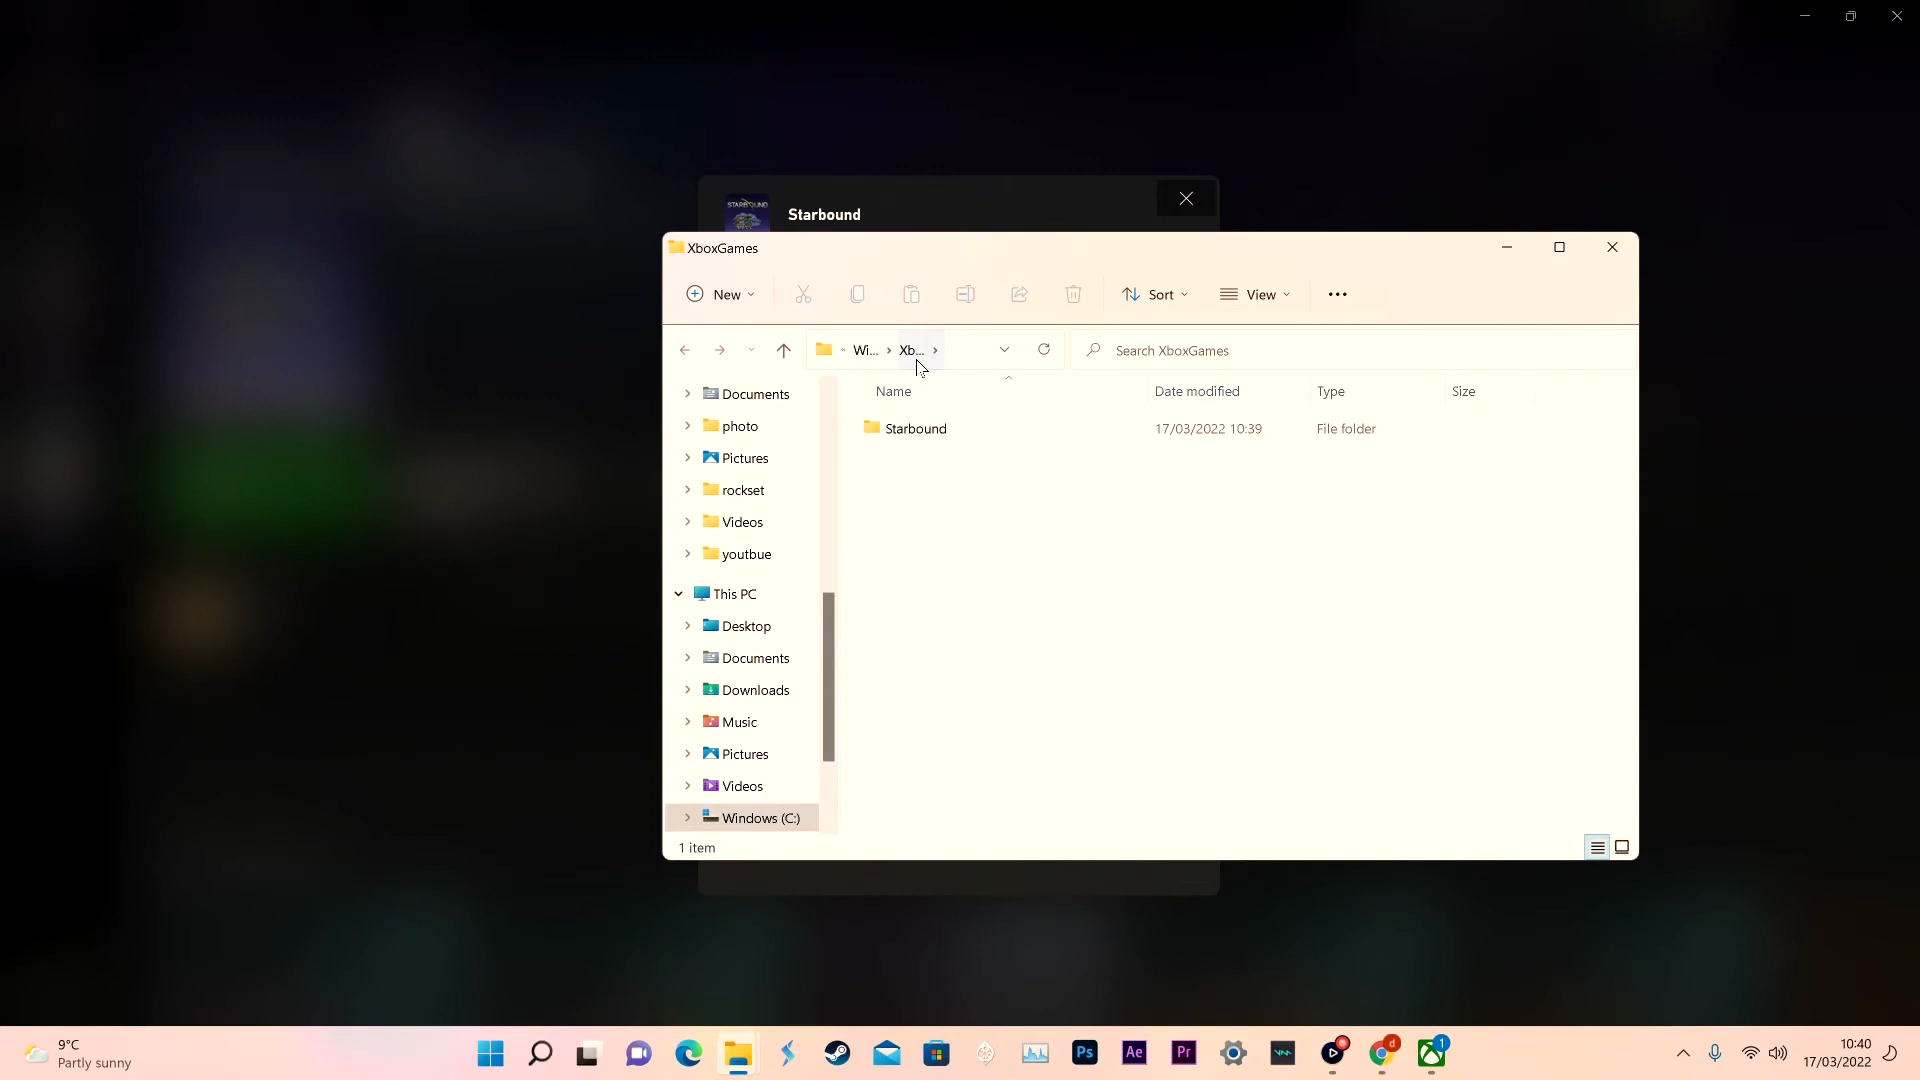 STARBOUND
Starbound
XboxGames
New
Sort
View
Wi...
Xb...
Search XboxGames
Name
Date modified
Type
Size
Starbound
17/03/2022 10:39
File folder
Documents
photo
Pictures
rockset
Videos
youtbue
This PC
Desktop
Documents
Downloads
Music
Pictures
Videos
Windows (C:)
1 item
9°C
Partly sunny
Ps
Ae
Pr
d
1
10:40
17/03/2022